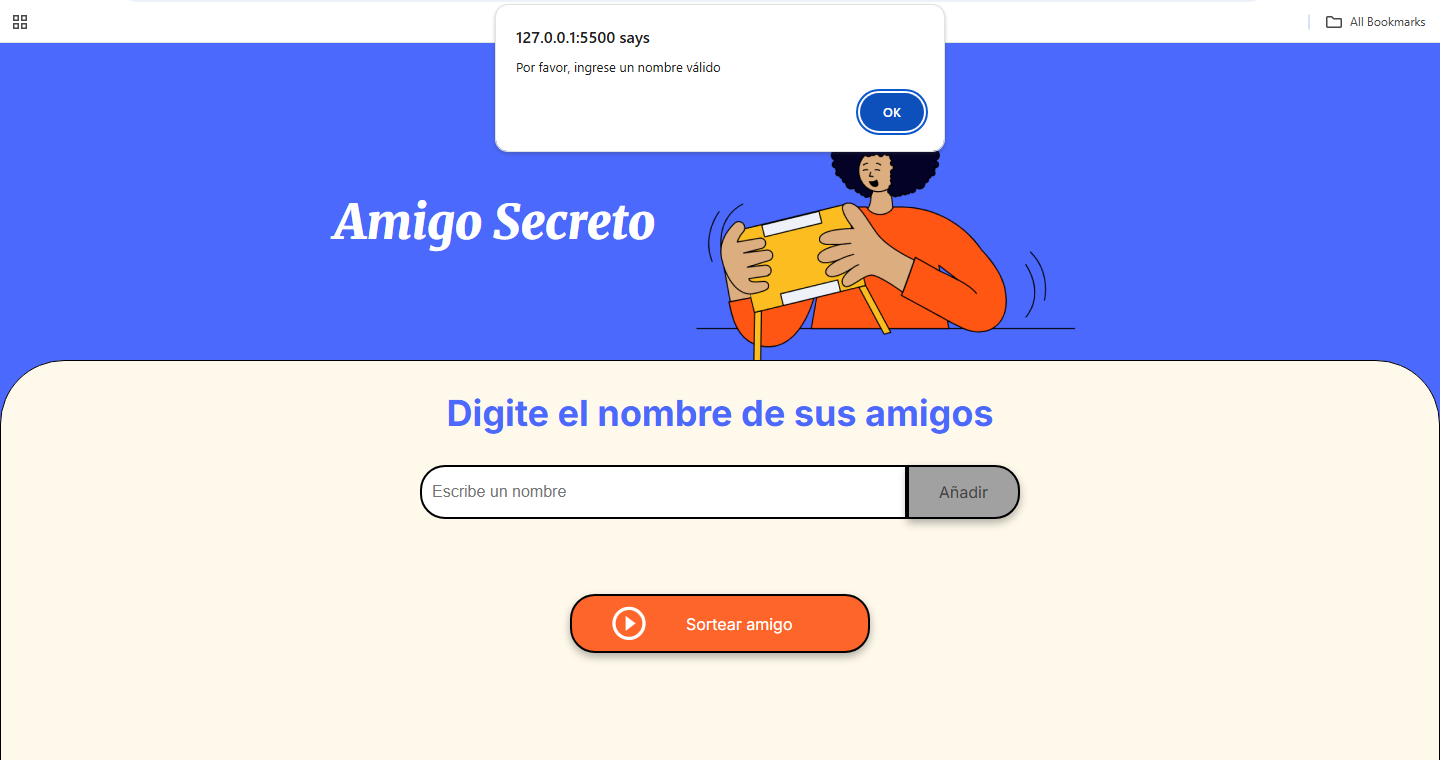 All Bookmarks
127.0.0.1:5500 says
Por favor, ingrese un nombre válido
OK
Amigo Secreto
Digite el nombre de sus amigos
Escribe un nombre
Añadir
Sortear amigo